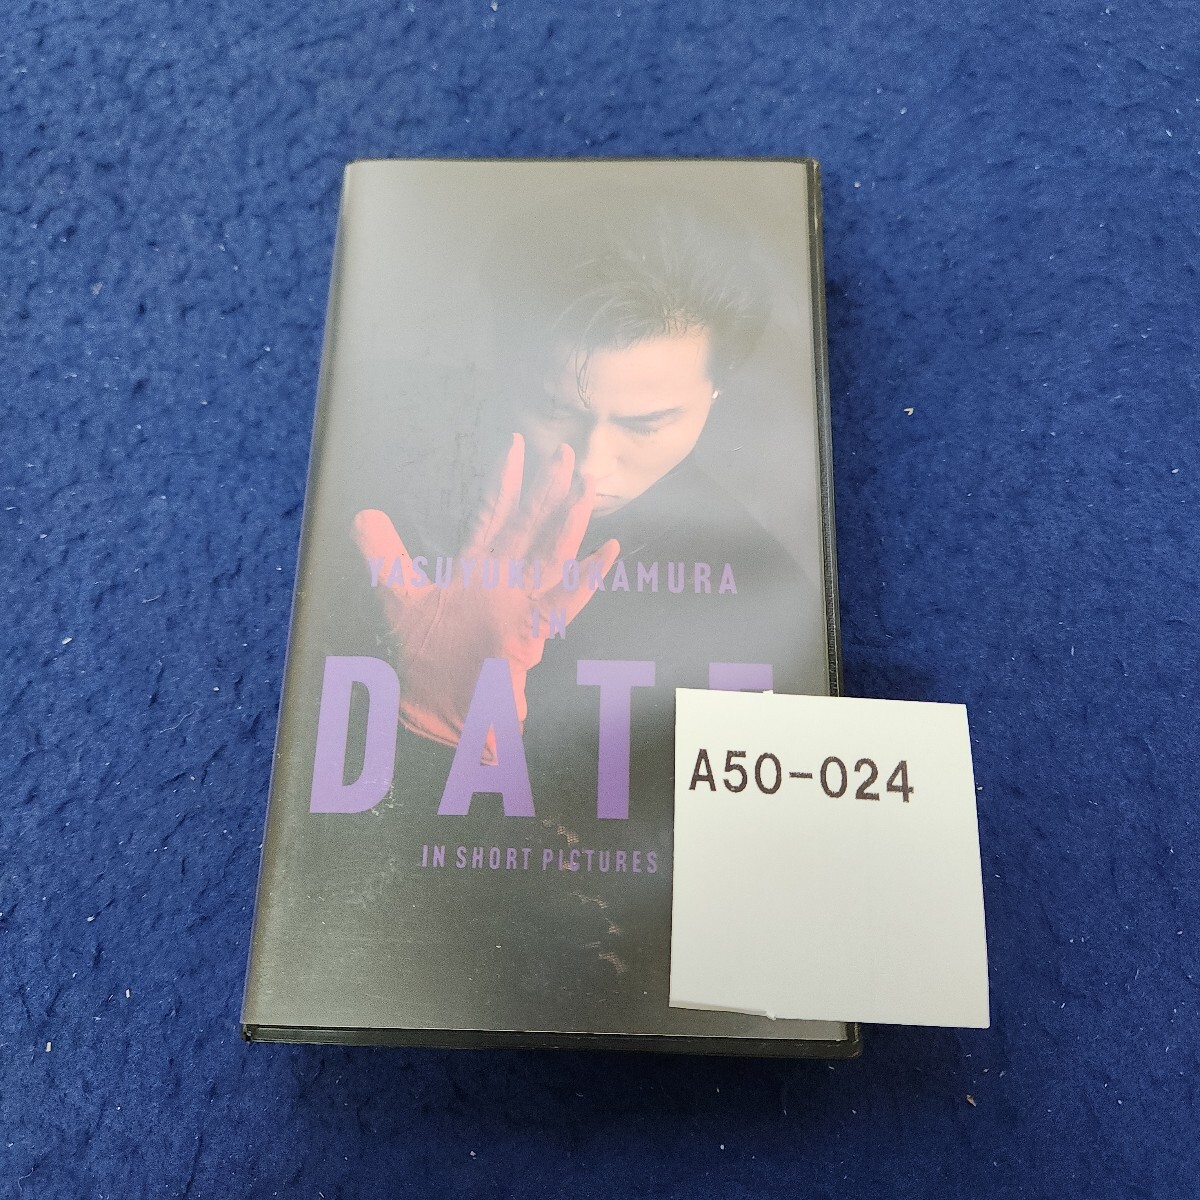 YASUYUKI OKAMURA
IN
DATE
IN SHORT PICTURES
A50-024